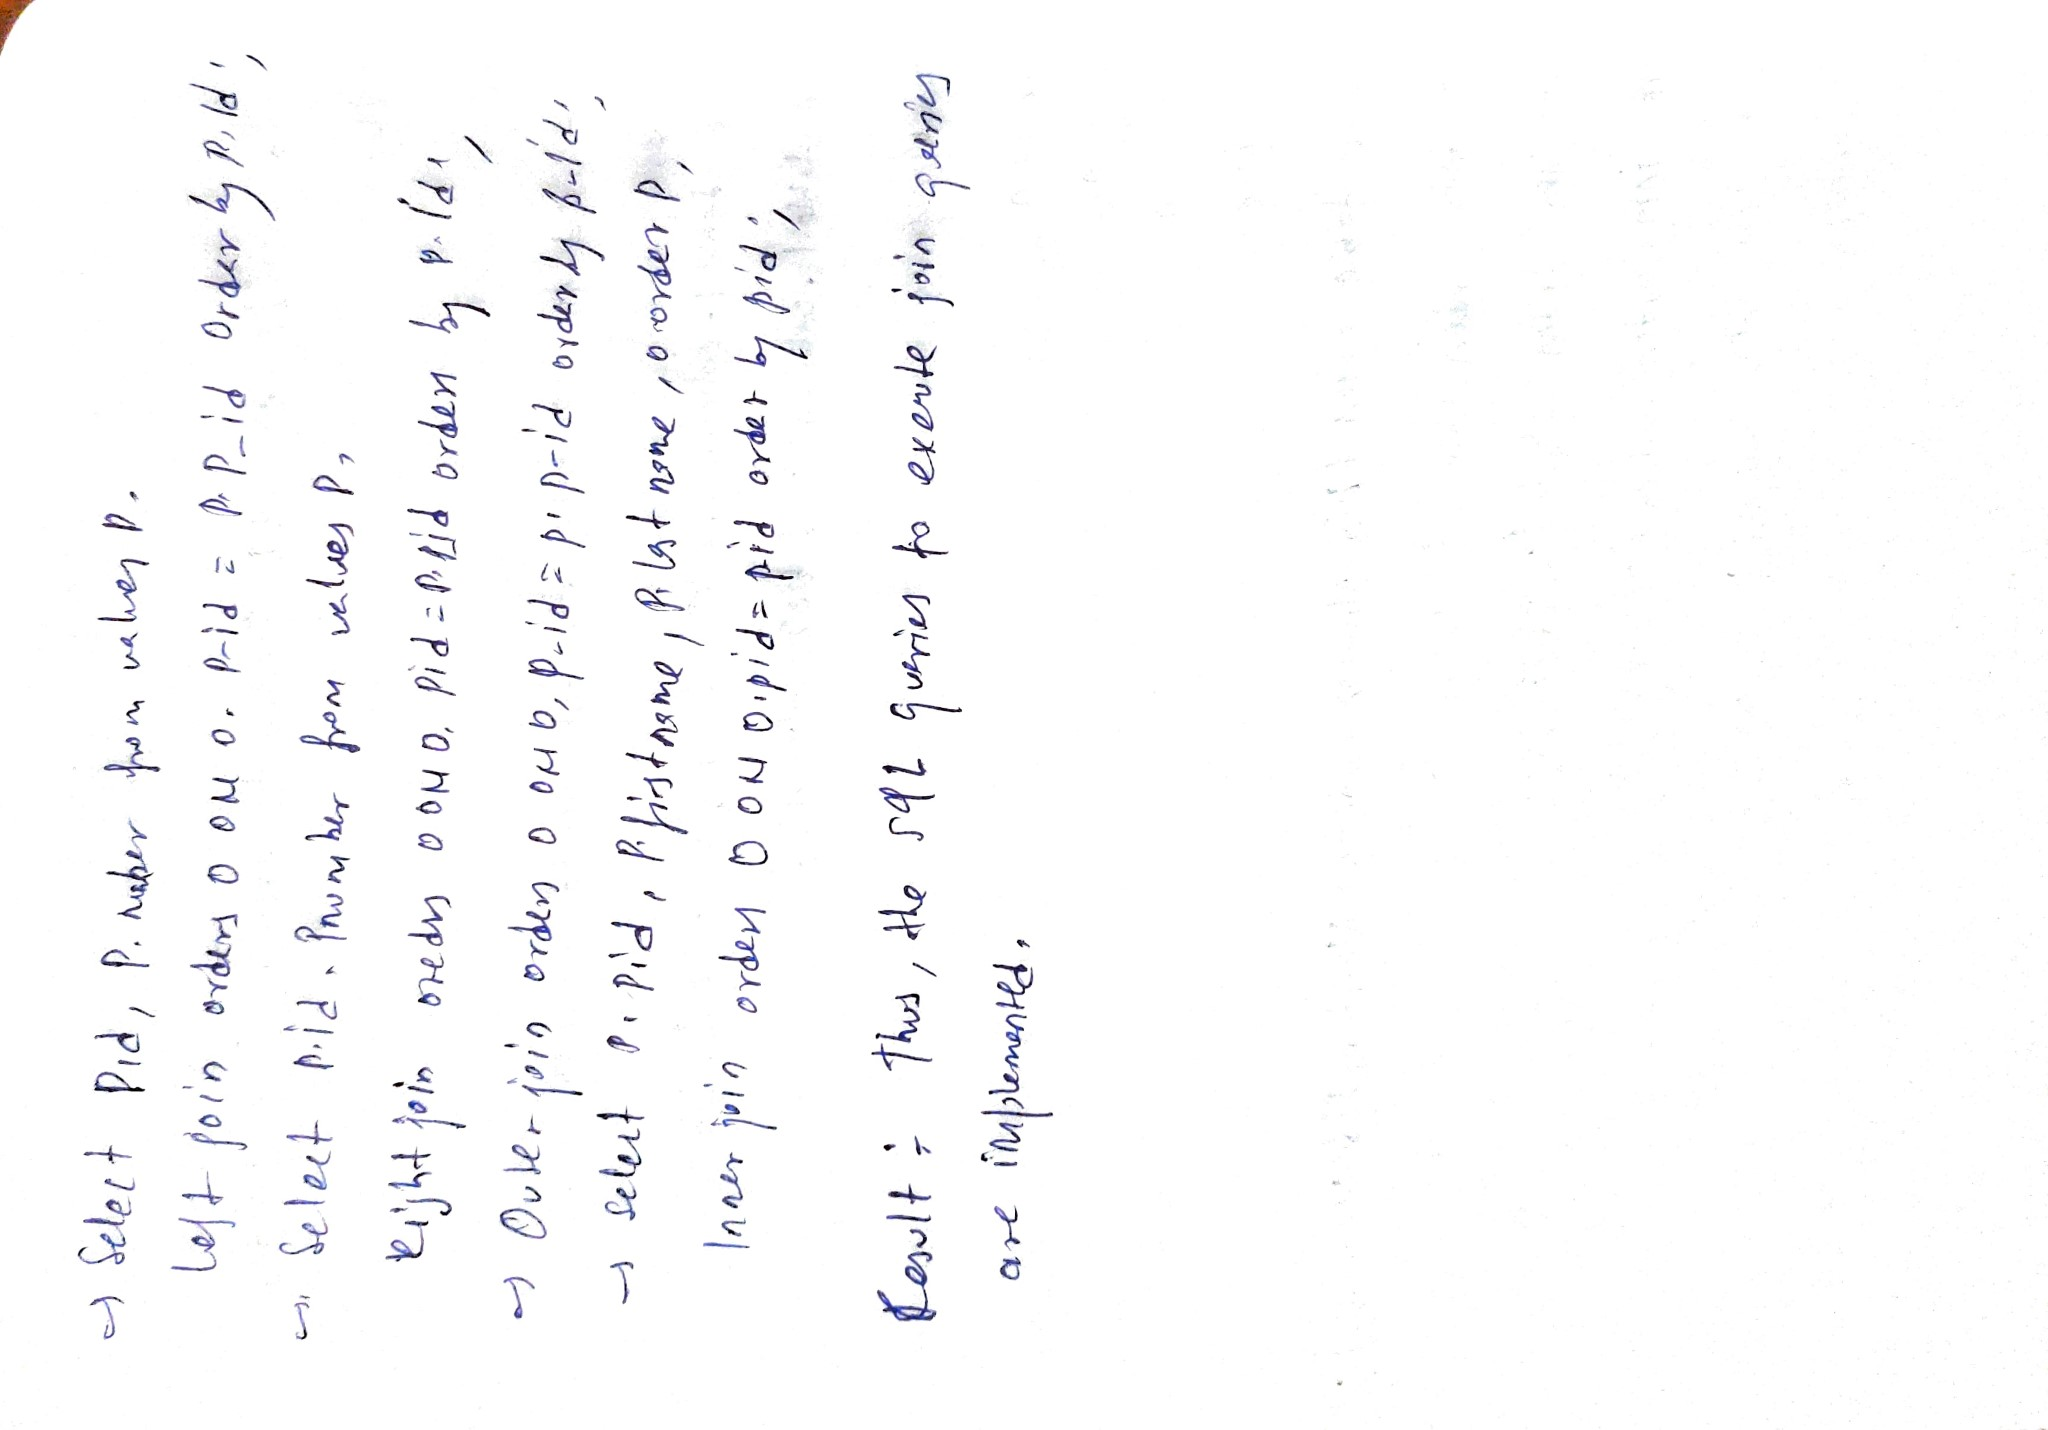 → Select Pid, P. number from values P.
Left join orders O ON O. P-id = P. P_id Order by P.Id;
→ Select P.id. Pnumber from values P,
Right join oreders O ON O. Pid = P.P_id orders by P.Id;
→ Outer join orders O ON O, P-id = P. P-id order by P-id;
→ Select P. Pid, P.firstname, P.last name, O.order P,
Inner join orders O ON O.pid = p.id order by pid;
Result : Thus, the SQL queries to execute join queries
are implemented.